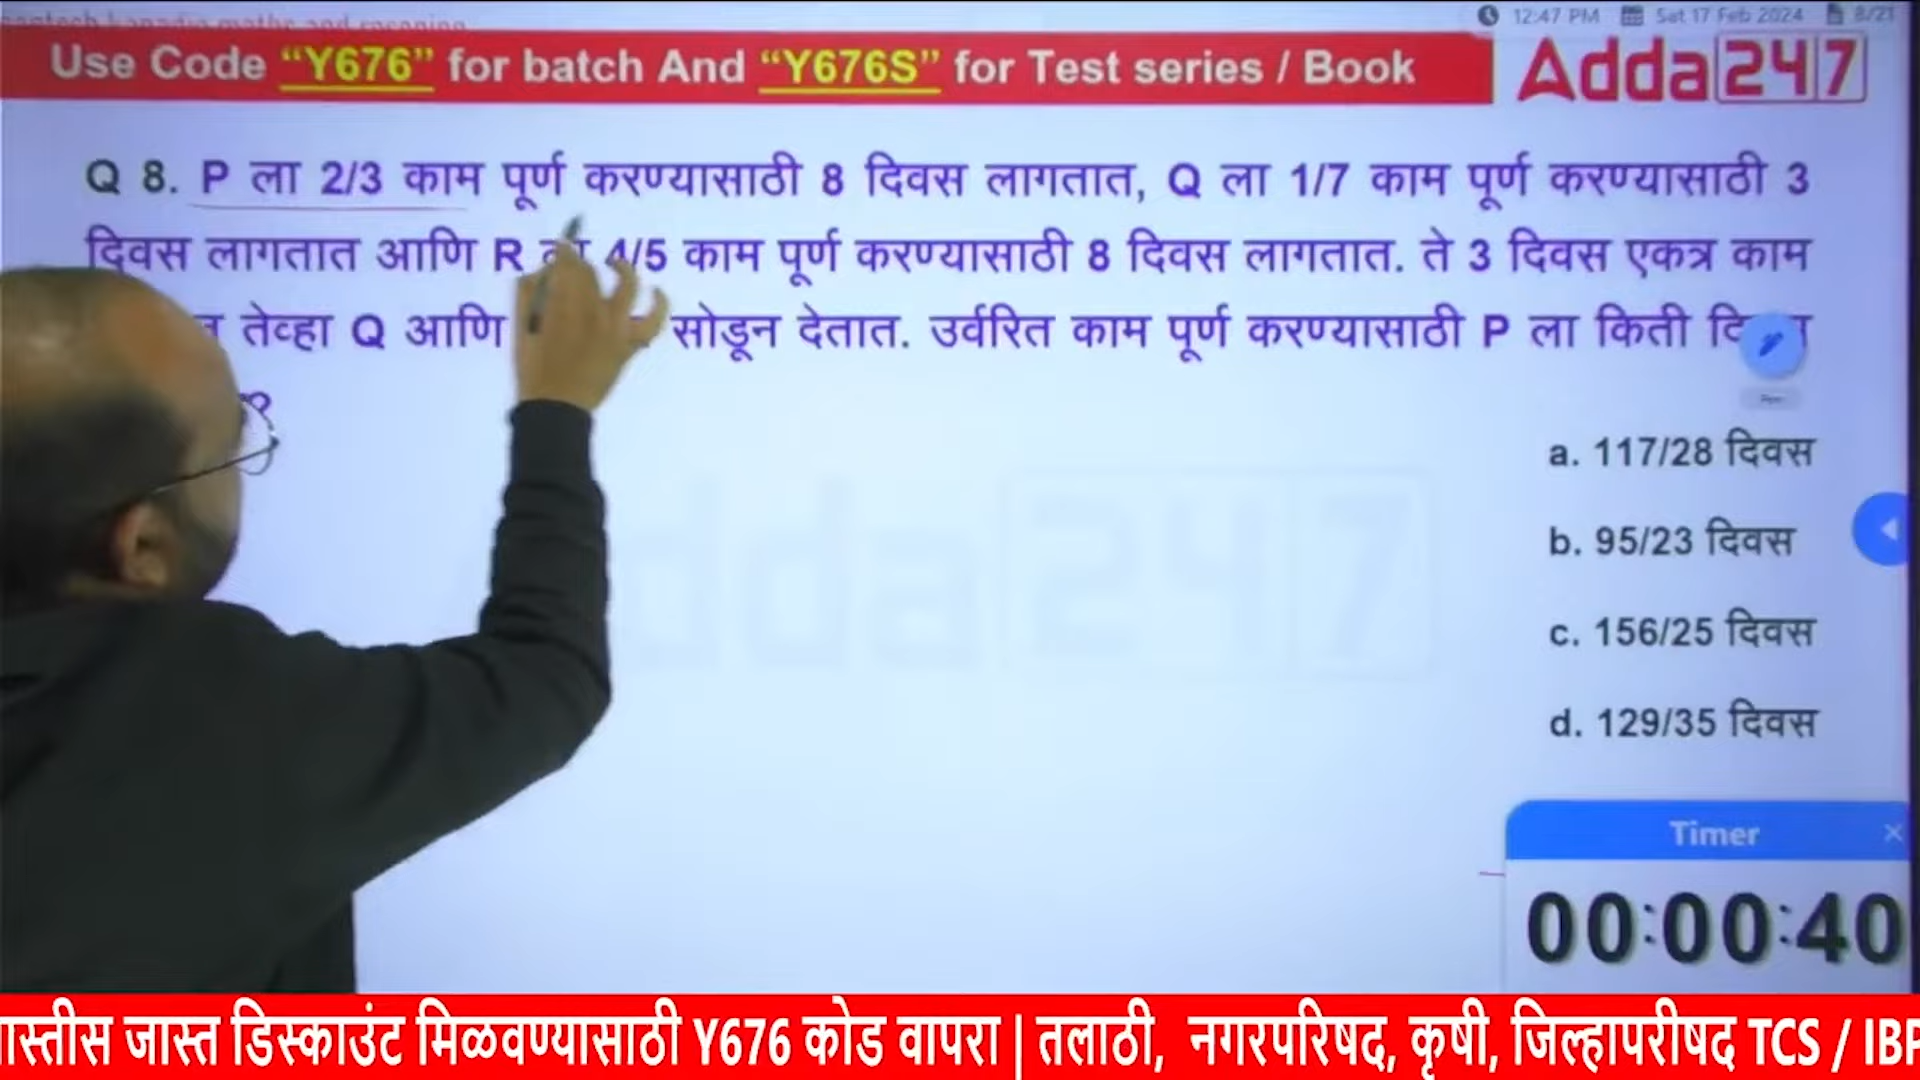 12:47 PM Sat 17 Feb 2024 8/21
Use Code “Y676” for batch And “Y676S” for Test series / Book
Adda247
Q 8. P ला 2/3 काम पूर्ण करण्यासाठी 8 दिवस लागतात, Q ला 1/7 काम पूर्ण करण्यासाठी 3
दिवस लागतात आणि R 4/5 काम पूर्ण करण्यासाठी 8 दिवस लागतात. ते 3 दिवस एकत्र काम
तेव्हा Q आणि सोडून देतात. उर्वरित काम पूर्ण करण्यासाठी P ला किती
a. 117/28 दिवस
b. 95/23 दिवस
c. 156/25 दिवस
d. 129/35 दिवस
Timer
00:00:40
जास्त डिस्काउंट मिळवण्यासाठी Y676 कोड वापरा | तलाठी, नगरपरिषद, कृषी, जिल्हापरीषद TCS /